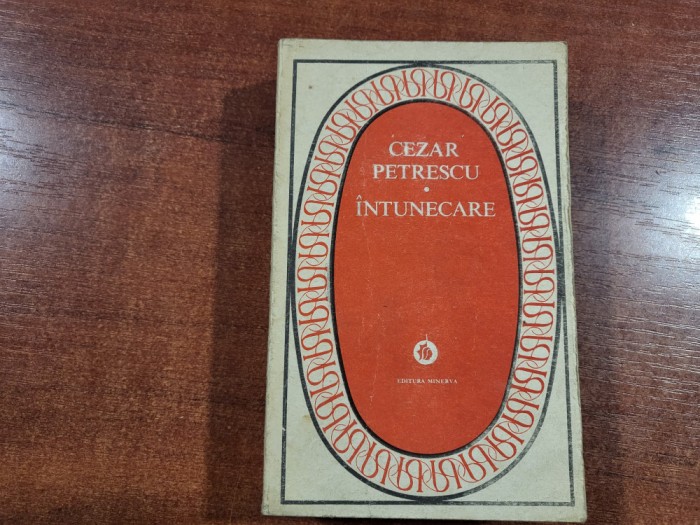 CEZAR
PETRESCU
•
ÎNTUNECARE
EDITURA MINERVA